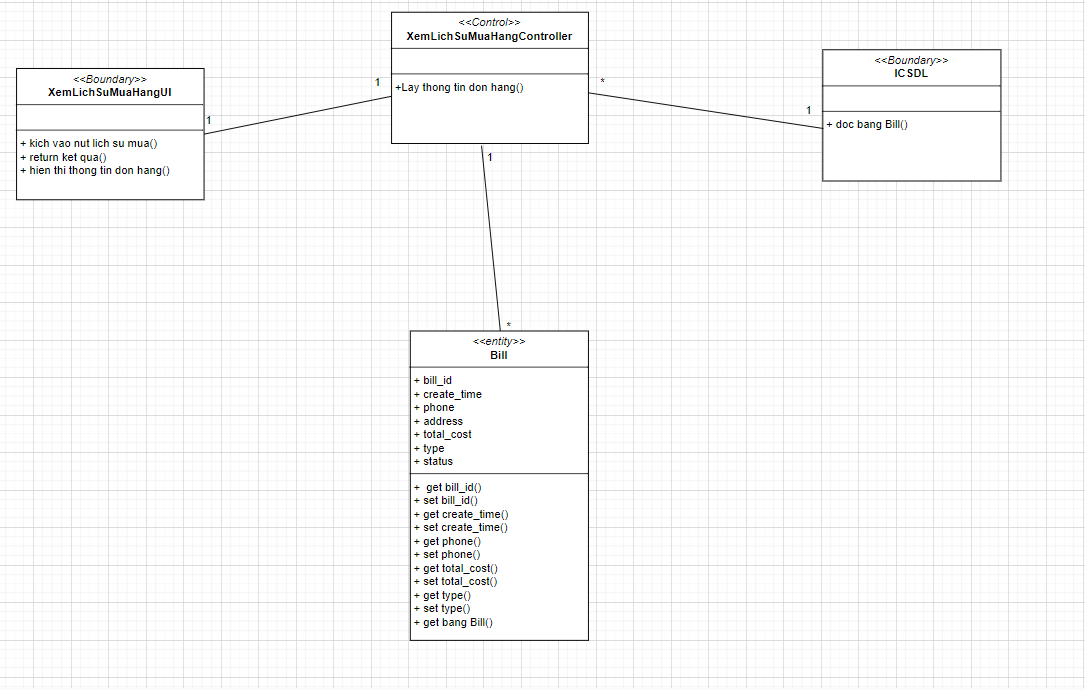 <<Control>>
XemLichSuMuaHangController
+Lay thong tin don hang()
<<Boundary>>
XemLichSuMuaHangUI
+ kich vao nut lich su mua()
+ return ket qua()
+ hien thi thong tin don hang()
<<Boundary>>
ICSDL
+ doc bang Bill()
1
1
*
1
1
*
<<entity>>
Bill
+ bill_id
+ create_time
+ phone
+ address
+ total_cost
+ type
+ status
+ get bill_id()
+ set bill_id()
+ get create_time()
+ set create_time()
+ get phone()
+ set phone()
+ get total_cost()
+ set total_cost()
+ get type()
+ set type()
+ get bang Bill()